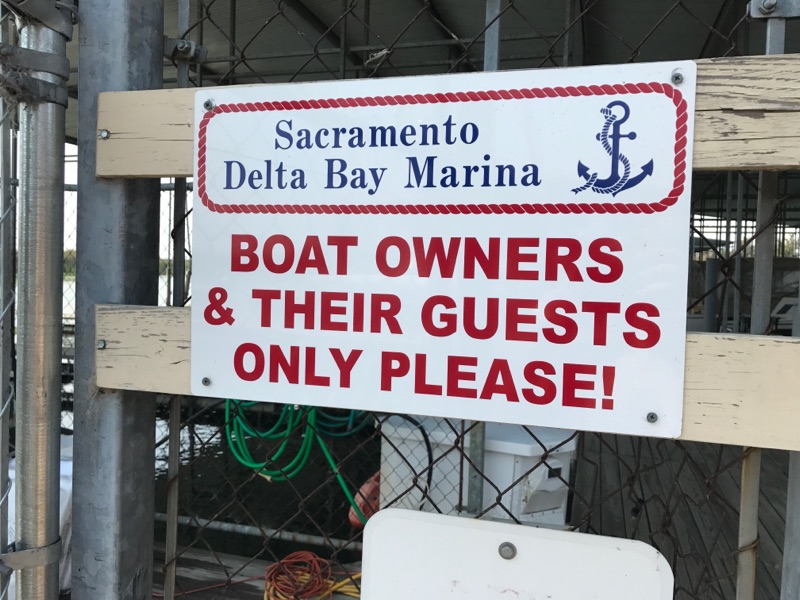 Sacramento
Delta Bay Marina
BOAT OWNERS
& THEIR GUESTS
ONLY PLEASE!